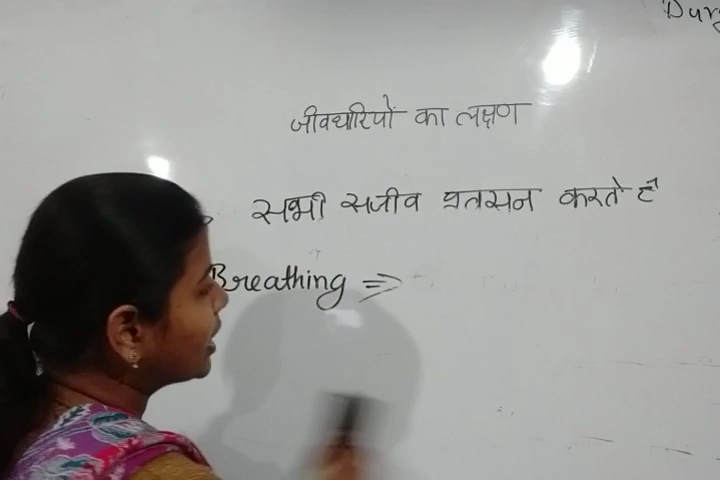 जीवधारियों का लक्षण
सभी सजीव श्वसन करते हैं
Breathing ⇒